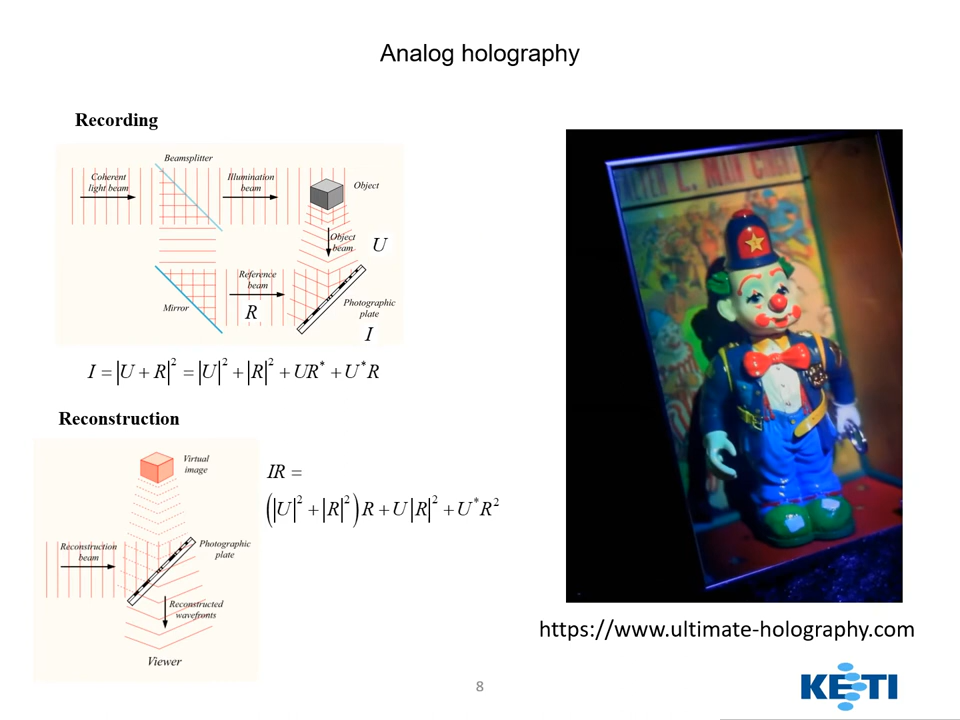 Analog holography
Recording
Beamsplitter
Coherent
light beam
Illumination
beam
Object
Object
beam
U
Reference
beam
R
Mirror
Photographic
plate
I
I = |U + R|² = |U|² + |R|² + UR* + U*R
Reconstruction
Virtual
image
IR =
(|U|² + |R|²) R + U|R|² + U*R²
Reconstruction
beam
Photographic
plate
Reconstructed
wavefronts
Viewer
https://www.ultimate-holography.com
8
KETI